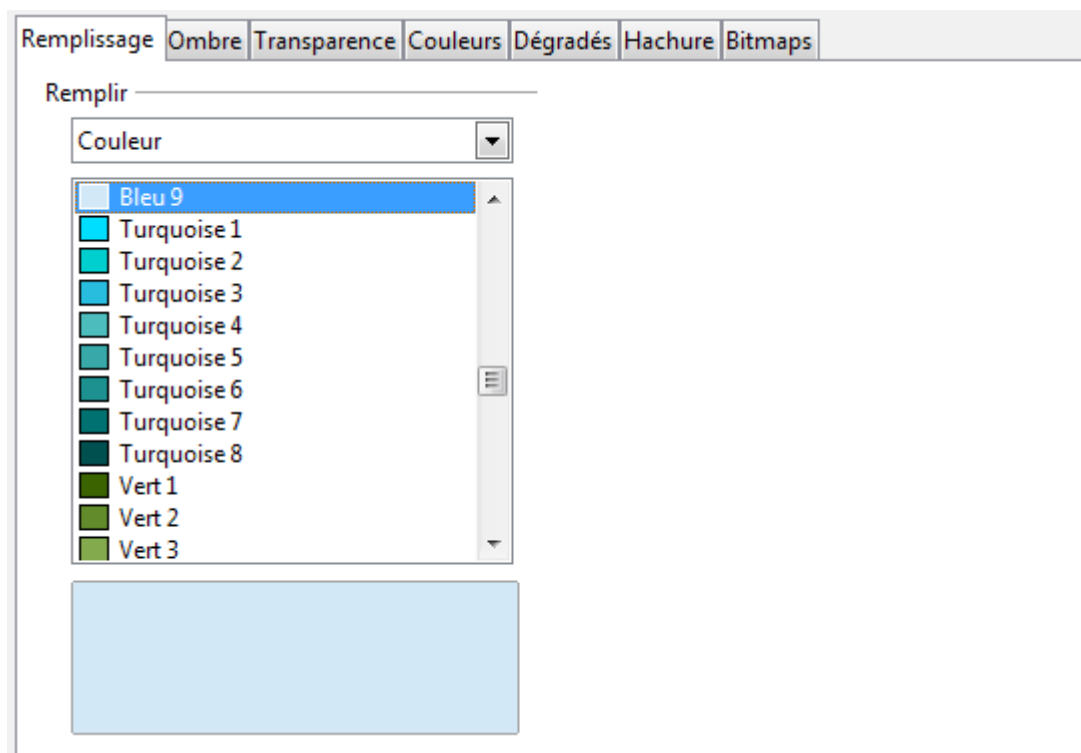 Remplissage Ombre Transparence Couleurs Dégradés Hachure Bitmaps
Remplir
Couleur
Bleu 9
Turquoise 1
Turquoise 2
Turquoise 3
Turquoise 4
Turquoise 5
Turquoise 6
Turquoise 7
Turquoise 8
Vert 1
Vert 2
Vert 3